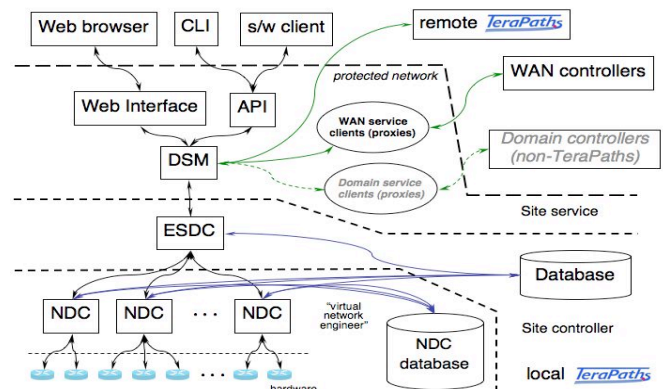 Web browser
CLI
s/w client
remote TeraPaths
protected network
WAN controllers
Web Interface
API
WAN service
clients (proxies)
Domain controllers
(non-TeraPaths)
DSM
Domain service
clients (proxies)
Site service
ESDC
Database
NDC
NDC
. . .
NDC
"virtual
network
engineer"
NDC
database
Site controller
. . .
hardware
local TeraPaths